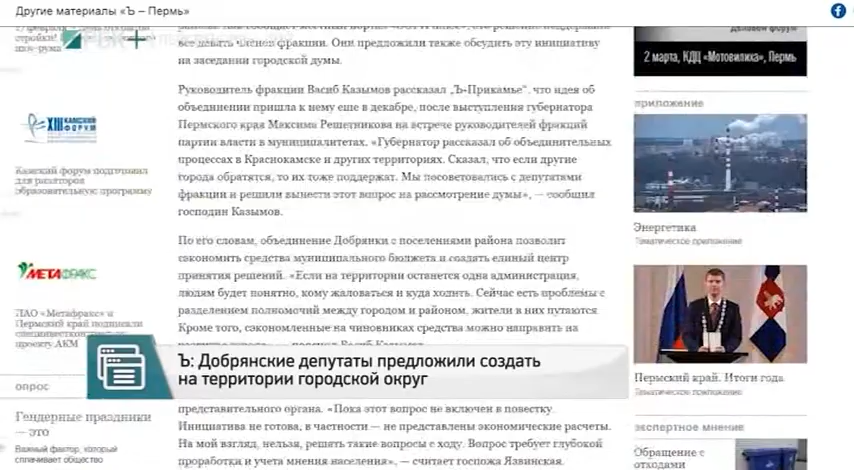 Другие материалы «Ъ – Пермь»
все девять членов фракции. Они предложили также обсудить эту инициативу
на заседании городской думы.
Руководитель фракции Васиб Казымов рассказал „Ъ-Прикамье“, что идея об
объединении пришла к нему еще в декабре, после выступления губернатора
Пермского края Максима Решетникова на встрече руководителей фракций
партии власти в муниципалитетах. «Губернатор рассказал об объединительных
процессах в Краснокамске и других территориях. Сказал, что если другие
города обратятся, то их тоже поддержат. Мы посоветовались с депутатами
фракции и решили вынести этот вопрос на рассмотрение думы», — сообщил
господин Казымов.
По его словам, объединение Добрянки с поселениями района позволит
сэкономить средства муниципального бюджета и создать единый центр
принятия решений. «Если на территории останется одна администрация,
людям будет понятно, кому жаловаться и куда ходить. Сейчас есть проблемы с
разделением полномочий между городом и районом, жители в них путаются.
Кроме того, сэкономленные на чиновниках средства можно направить на
Ъ: Добрянские депутаты предложили создать
на территории городской округ
представительного органа. «Пока этот вопрос не включен в повестку.
Инициатива не готова, в частности — не представлены экономические расчеты.
На мой взгляд, нельзя, решать такие вопросы с ходу. Вопрос требует глубокой
проработки и учета мнения населения», — считает госпожа Язвинская.
XIII КАМСКИЙ
ФОРУМ
Камский форум подготовил
для риэлторов
образовательную программу
МЕТАФРАКС
ПАО «Метафракс» и
Пермский край подписали
проекту АКМ
опрос
Гендерные праздники
— это
Важный фактор, который
сплачивает общество
2 марта, КДЦ «Мотовилиха», Пермь
приложение
Энергетика
Тематическое приложение
Пермский край. Итоги года
Тематическое приложение
экспертное мнение
Обращение с
отходами